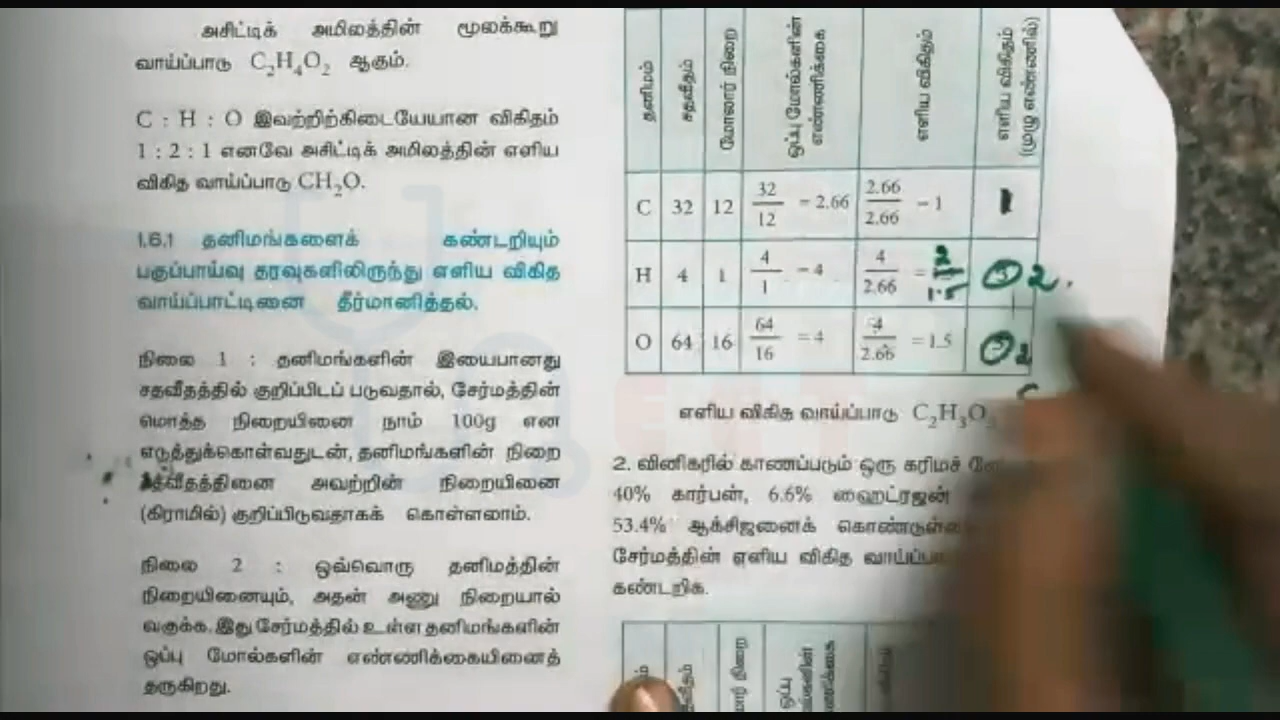 அசிட்டிக் அமிலத்தின் மூலக்கூறு
வாய்ப்பாடு C₂H₄O₂ ஆகும்.
C : H : O இவற்றிற்கிடையேயான விகிதம்
1 : 2 : 1 எனவே அசிட்டிக் அமிலத்தின் எளிய
விகித வாய்ப்பாடு CH₂O.
1.6.1 தனிமங்களைக் கண்டறியும்
பகுப்பாய்வு தரவுகளிலிருந்து எளிய விகித
வாய்ப்பாட்டினை தீர்மானித்தல்.
நிலை 1 : தனிமங்களின் இயைபானது
சதவீதத்தில் குறிப்பிடப் படுவதால், சேர்மத்தின்
மொத்த நிறையினை நாம் 100g என
எடுத்துக்கொள்வதுடன், தனிமங்களின் நிறை
சதவீதத்தினை அவற்றின் நிறையினை
(கிராமில்) குறிப்பிடுவதாகக் கொள்ளலாம்.
நிலை 2 : ஒவ்வொரு தனிமத்தின்
நிறையினையும், அதன் அணு நிறையால்
வகுக்க. இது சேர்மத்தில் உள்ள தனிமங்களின்
ஒப்பு மோல்களின் எண்ணிக்கையினைத்
தருகிறது.
தனிமம் சதவீதம் மோலார் நிறை ஒப்பு மோல்களின் எண்ணிக்கை எளிய விகிதம் எளிய விகிதம் (முழு எண்ணில்)
C 32 12 32/12 = 2.66 2.66/2.66 = 1 1
H 4 1 4/1 = 4 4/2.66 = 2/1.5 2.
O 64 16 64/16 = 4 4/2.66 = 1.5
எளிய விகித வாய்ப்பாடு C₂H₃O
2. வினிகரில் காணப்படும் ஒரு கரிமச்
40% கார்பன், 6.6% ஹைட்ரஜன்
53.4% ஆக்சிஜனைக்
சேர்மத்தின் எளிய விகித
கண்டறிக.